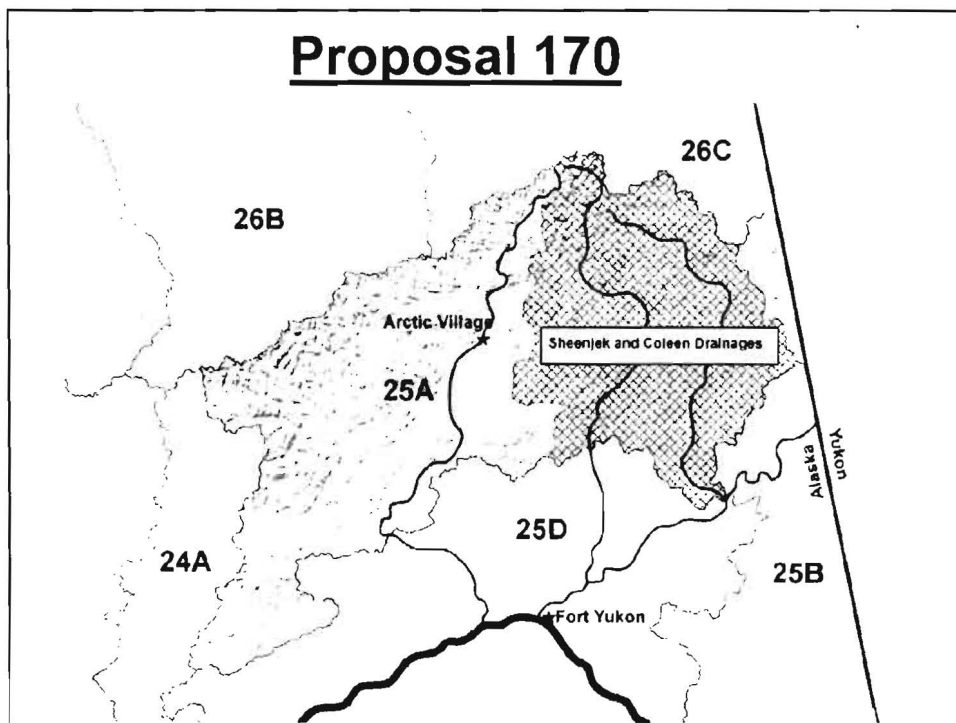 Proposal 170
26C
26B
Arctic Village
Sheenjek and Coleen Drainages
25A
Alaska
Yukon
25D
24A
25B
Fort Yukon